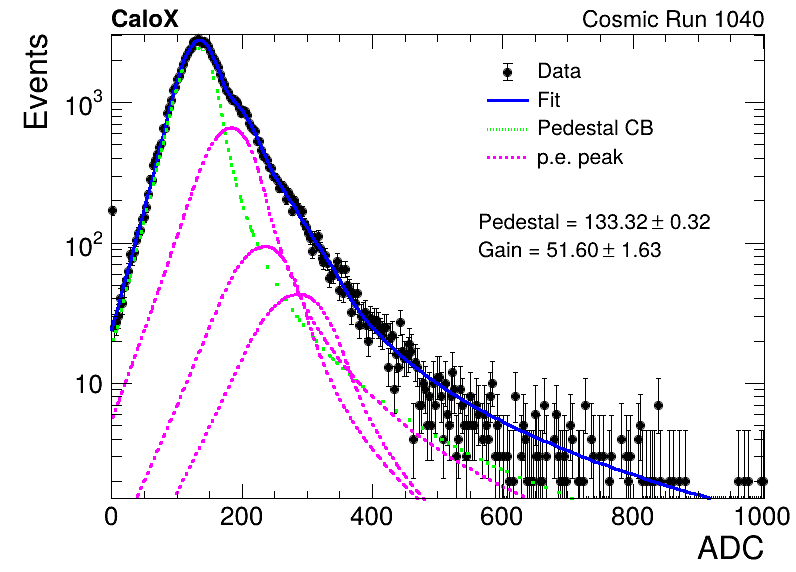 CaloX Cosmic Run 1040
Events
Data
Fit
Pedestal CB
p.e. peak
Pedestal = 133.32 ± 0.32
Gain = 51.60 ± 1.63
10³
10²
10
0 200 400 600 800 1000
ADC